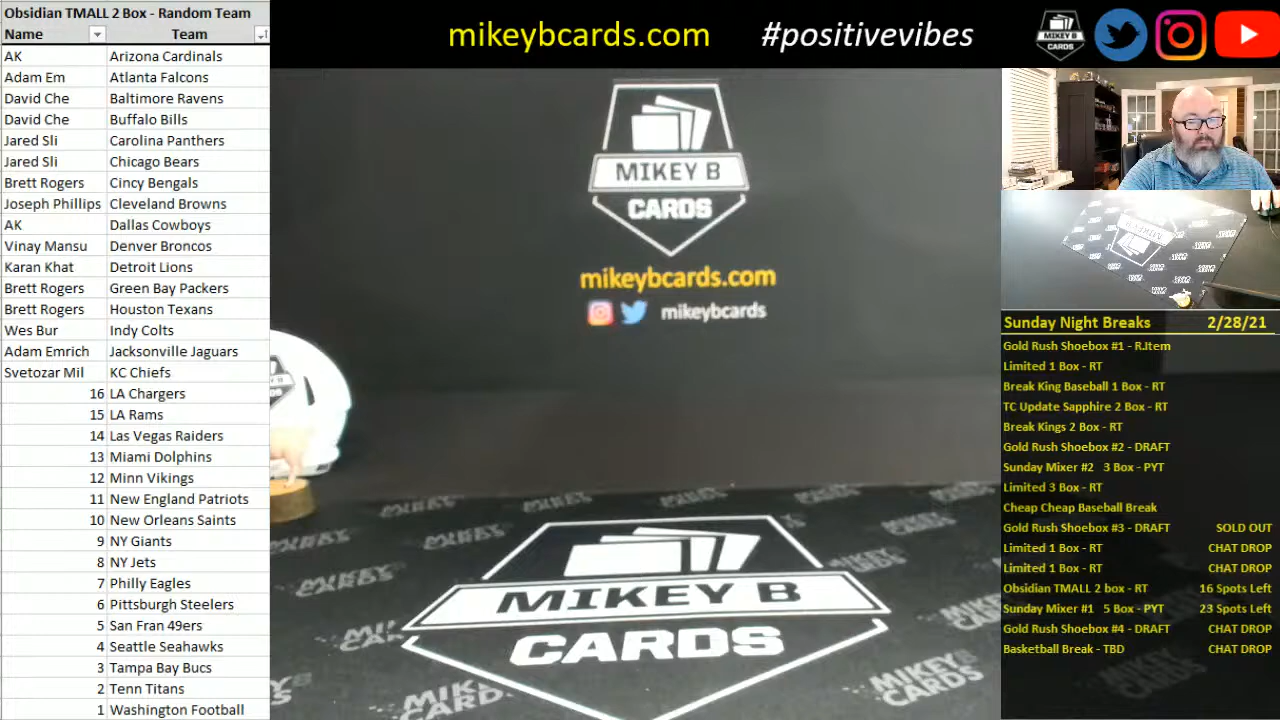 Obsidian TMALL 2 Box - Random Team
Name Team
AK Arizona Cardinals
Adam Em Atlanta Falcons
David Che Baltimore Ravens
David Che Buffalo Bills
Jared Sli Carolina Panthers
Jared Sli Chicago Bears
Brett Rogers Cincy Bengals
Joseph Phillips Cleveland Browns
AK Dallas Cowboys
Vinay Mansu Denver Broncos
Karan Khat Detroit Lions
Brett Rogers Green Bay Packers
Brett Rogers Houston Texans
Wes Bur Indy Colts
Adam Emrich Jacksonville Jaguars
Svetozar Mil KC Chiefs
16 LA Chargers
15 LA Rams
14 Las Vegas Raiders
13 Miami Dolphins
12 Minn Vikings
11 New England Patriots
10 New Orleans Saints
9 NY Giants
8 NY Jets
7 Philly Eagles
6 Pittsburgh Steelers
5 San Fran 49ers
4 Seattle Seahawks
3 Tampa Bay Bucs
2 Tenn Titans
1 Washington Football
mikeybcards.com #positivevibes
MIKEY B
CARDS
MIKEY B
CARDS
mikeybcards.com
mikeybcards
MIKEY B
CARDS
Sunday Night Breaks 2/28/21
Gold Rush Shoebox #1 - R.Item
Limited 1 Box - RT
Break King Baseball 1 Box - RT
TC Update Sapphire 2 Box - RT
Break Kings 2 Box - RT
Gold Rush Shoebox #2 - DRAFT
Sunday Mixer #2 3 Box - PYT
Limited 3 Box - RT
Cheap Cheap Baseball Break
Gold Rush Shoebox #3 - DRAFT SOLD OUT
Limited 1 Box - RT CHAT DROP
Limited 1 Box - RT CHAT DROP
Obsidian TMALL 2 box - RT 16 Spots Left
Sunday Mixer #1 5 Box - PYT 23 Spots Left
Gold Rush Shoebox #4 - DRAFT CHAT DROP
Basketball Break - TBD CHAT DROP